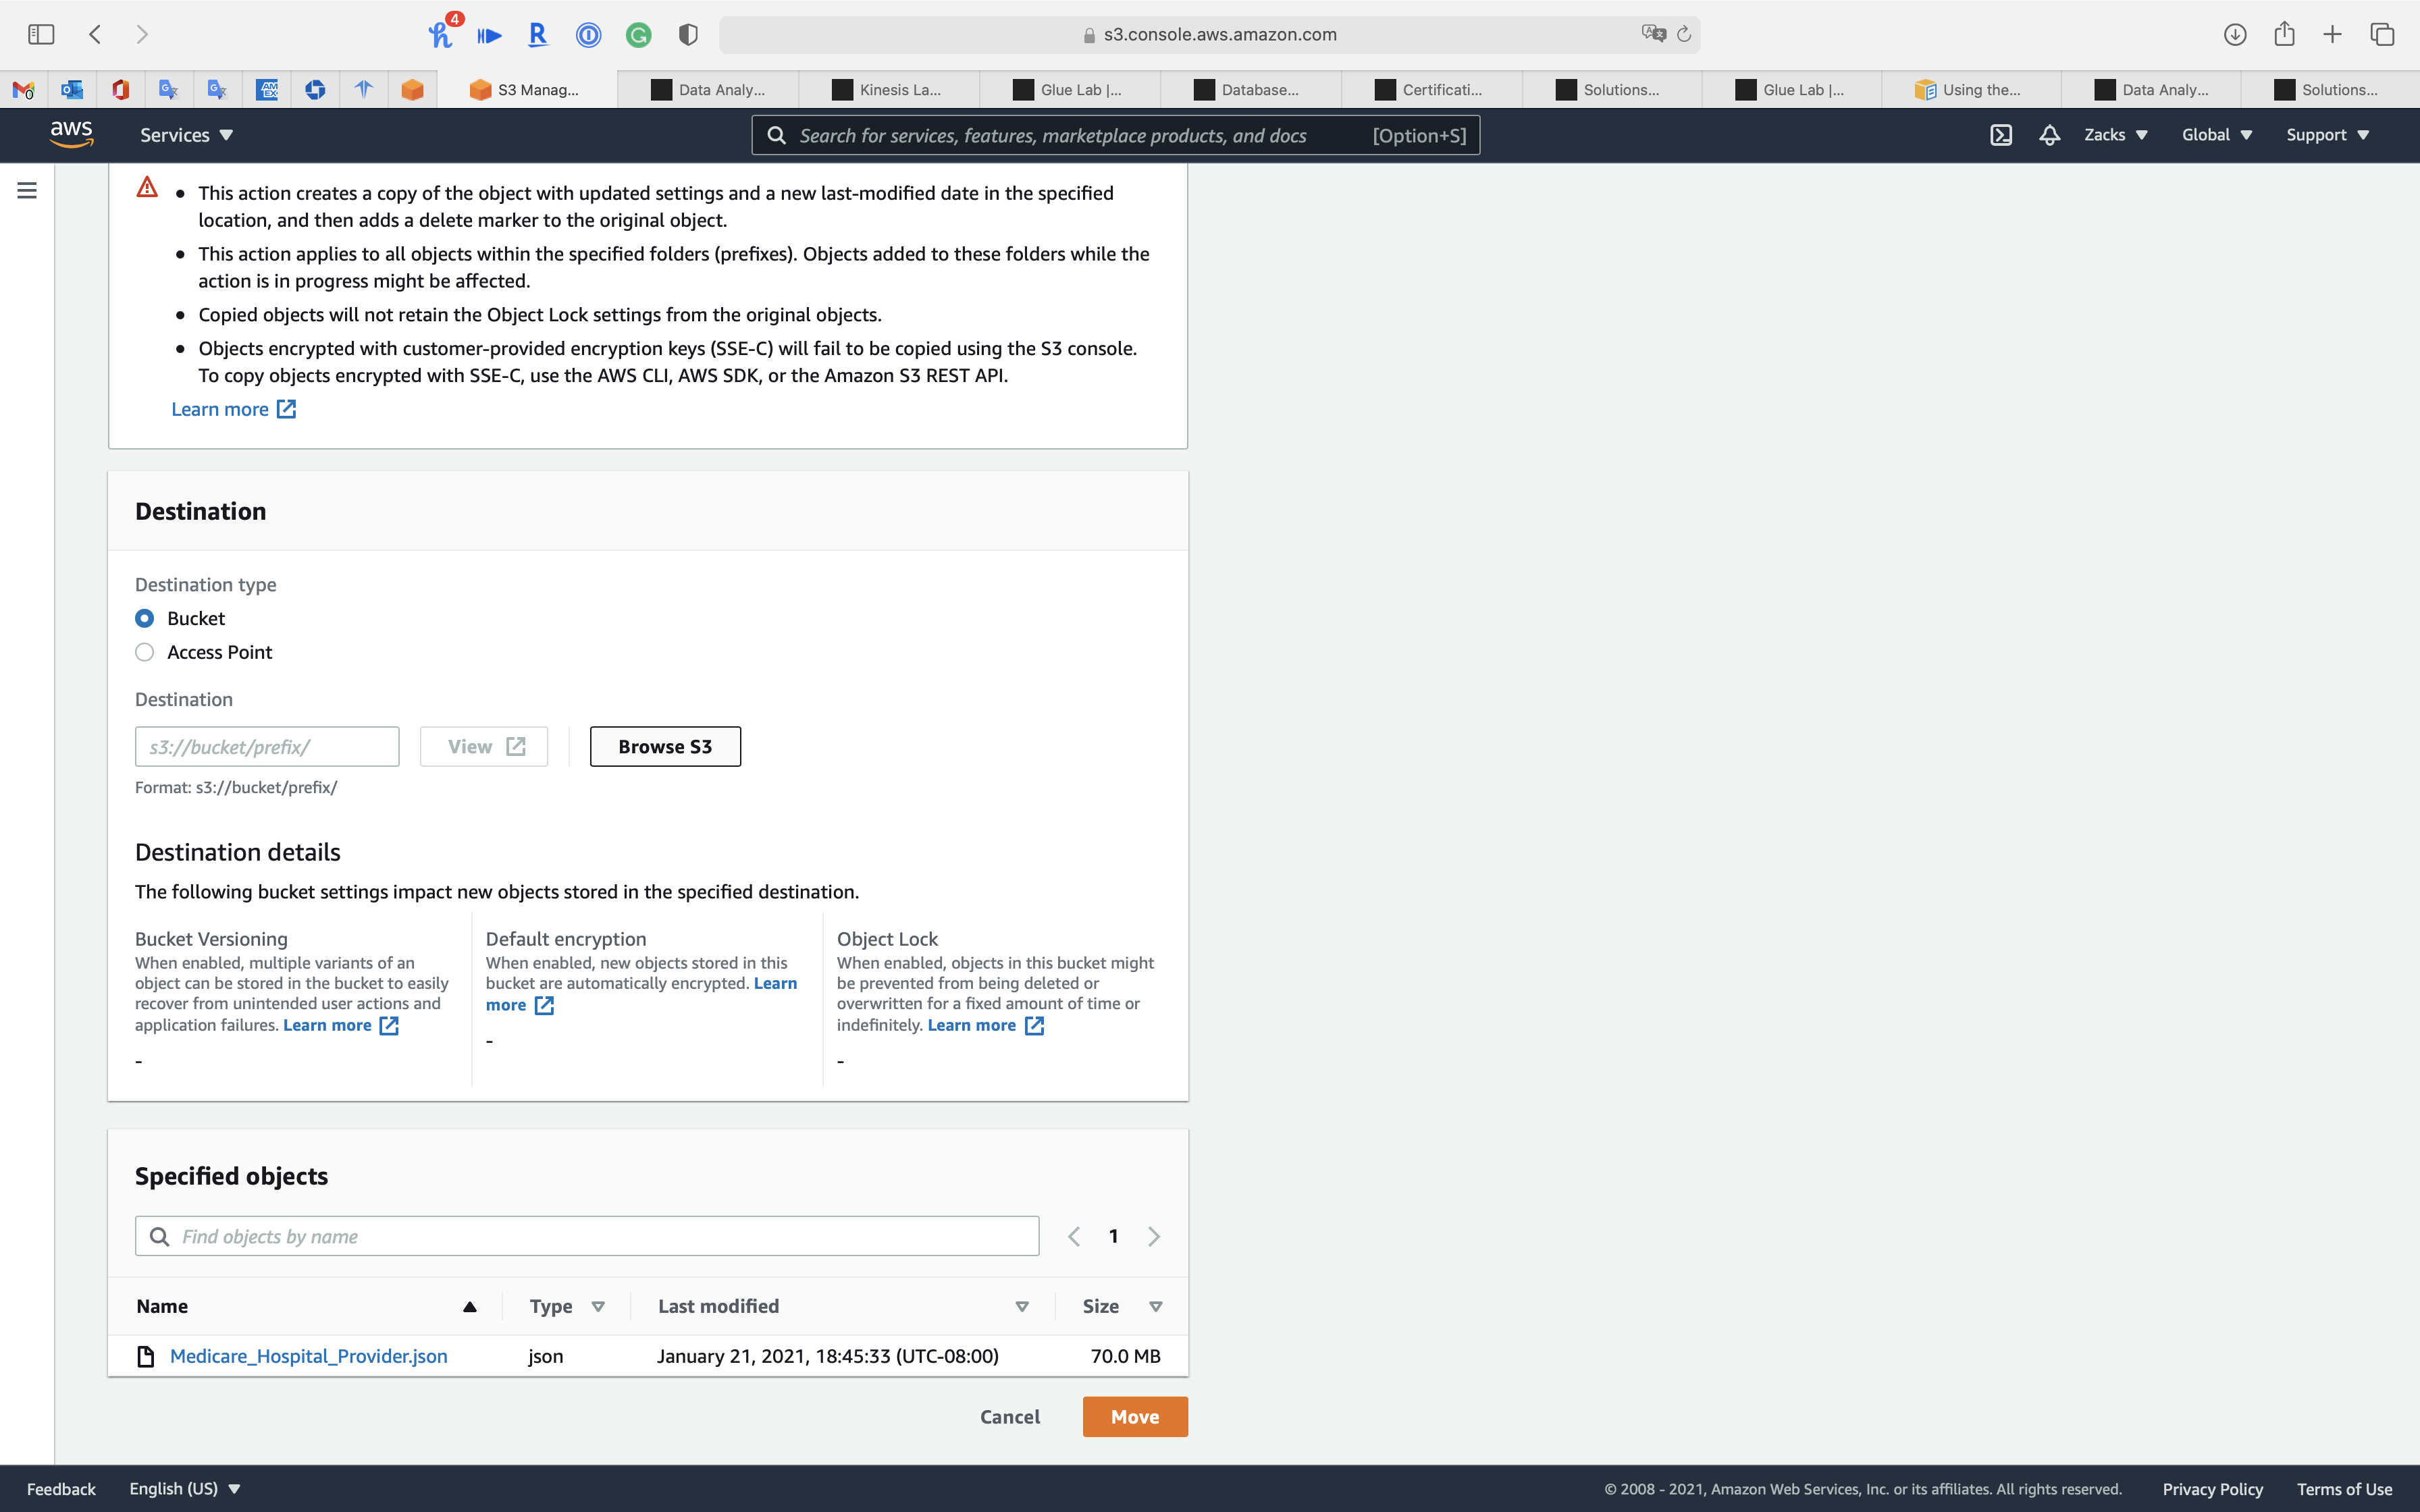 4
s3.console.aws.amazon.com
S3 Manag...
Data Analy...
Kinesis La...
Glue Lab |...
Database...
Certificati...
Solutions...
Glue Lab |...
Using the...
Data Analy...
Solutions...
aws
Services
Search for services, features, marketplace products, and docs
[Option+S]
Zacks
Global
Support
This action creates a copy of the object with updated settings and a new last-modified date in the specified
location, and then adds a delete marker to the original object.
This action applies to all objects within the specified folders (prefixes). Objects added to these folders while the
action is in progress might be affected.
Copied objects will not retain the Object Lock settings from the original objects.
Objects encrypted with customer-provided encryption keys (SSE-C) will fail to be copied using the S3 console.
To copy objects encrypted with SSE-C, use the AWS CLI, AWS SDK, or the Amazon S3 REST API.
Learn more
Destination
Destination type
Bucket
Access Point
Destination
s3://bucket/prefix/
View
Browse S3
Format: s3://bucket/prefix/
Destination details
The following bucket settings impact new objects stored in the specified destination.
Bucket Versioning
When enabled, multiple variants of an
object can be stored in the bucket to easily
recover from unintended user actions and
application failures. Learn more
-
Default encryption
When enabled, new objects stored in this
bucket are automatically encrypted. Learn
more
-
Object Lock
When enabled, objects in this bucket might
be prevented from being deleted or
overwritten for a fixed amount of time or
indefinitely. Learn more
-
Specified objects
Find objects by name
1
Name
Type
Last modified
Size
Medicare_Hospital_Provider.json
json
January 21, 2021, 18:45:33 (UTC-08:00)
70.0 MB
Cancel
Move
Feedback
English (US)
© 2008 - 2021, Amazon Web Services, Inc. or its affiliates. All rights reserved.
Privacy Policy
Terms of Use